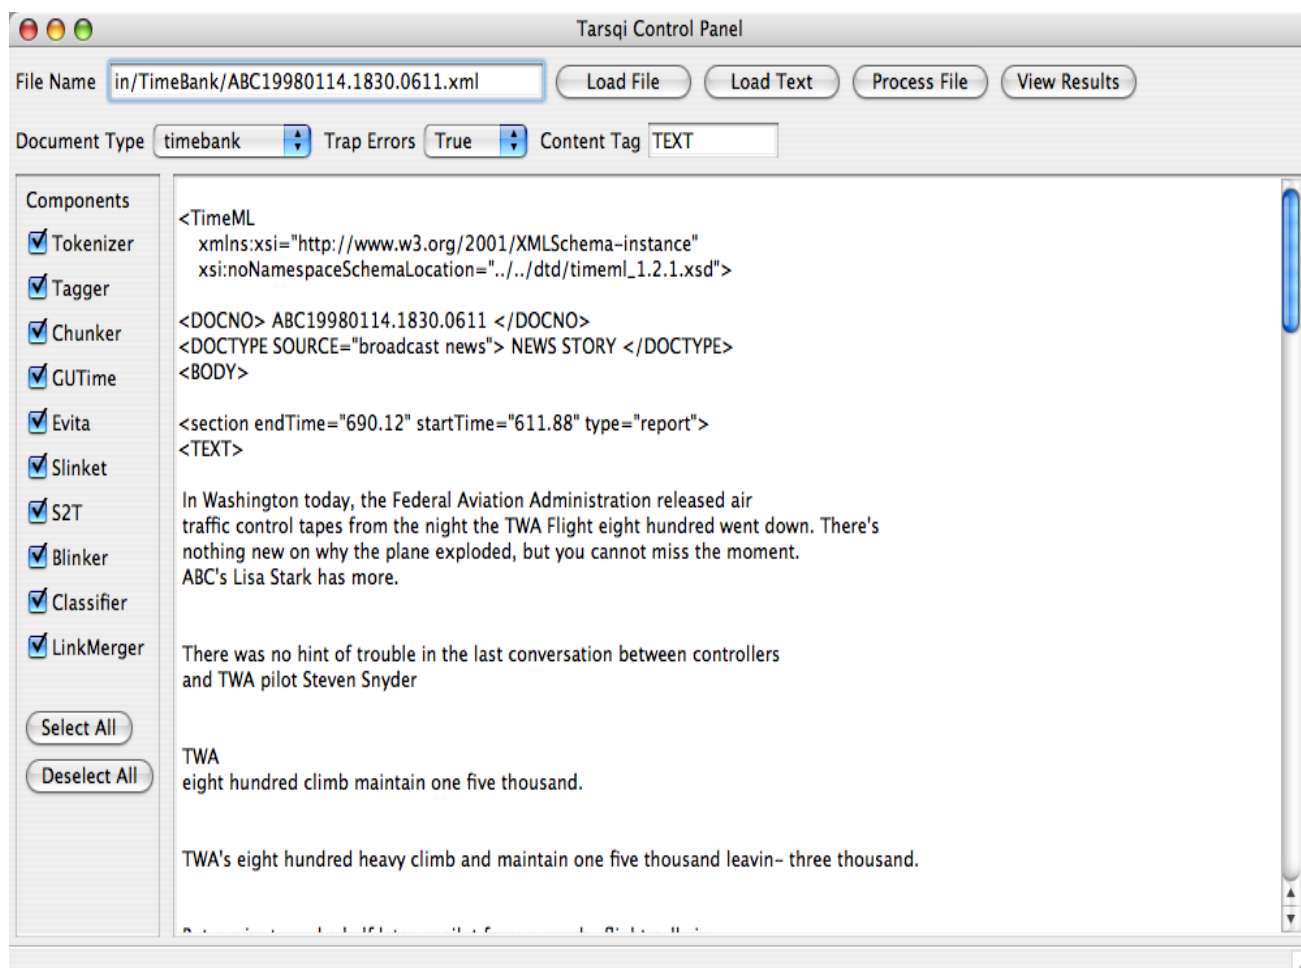 Tarsqi Control Panel
File Name in/TimeBank/ABC19980114.1830.0611.xml Load File Load Text Process File View Results
Document Type timebank Trap Errors True Content Tag TEXT
Components
Tokenizer
Tagger
Chunker
GUTime
Evita
Slinket
S2T
Blinker
Classifier
LinkMerger
Select All
Deselect All
<TimeML
xmlns:xsi="http://www.w3.org/2001/XMLSchema-instance"
xsi:noNamespaceSchemaLocation="../../dtd/timeml_1.2.1.xsd">
<DOCNO> ABC19980114.1830.0611 </DOCNO>
<DOCTYPE SOURCE="broadcast news"> NEWS STORY </DOCTYPE>
<BODY>
<section endTime="690.12" startTime="611.88" type="report">
<TEXT>
In Washington today, the Federal Aviation Administration released air
traffic control tapes from the night the TWA Flight eight hundred went down. There's
nothing new on why the plane exploded, but you cannot miss the moment.
ABC's Lisa Stark has more.
There was no hint of trouble in the last conversation between controllers
and TWA pilot Steven Snyder
TWA
eight hundred climb maintain one five thousand.
TWA's eight hundred heavy climb and maintain one five thousand leavin- three thousand.